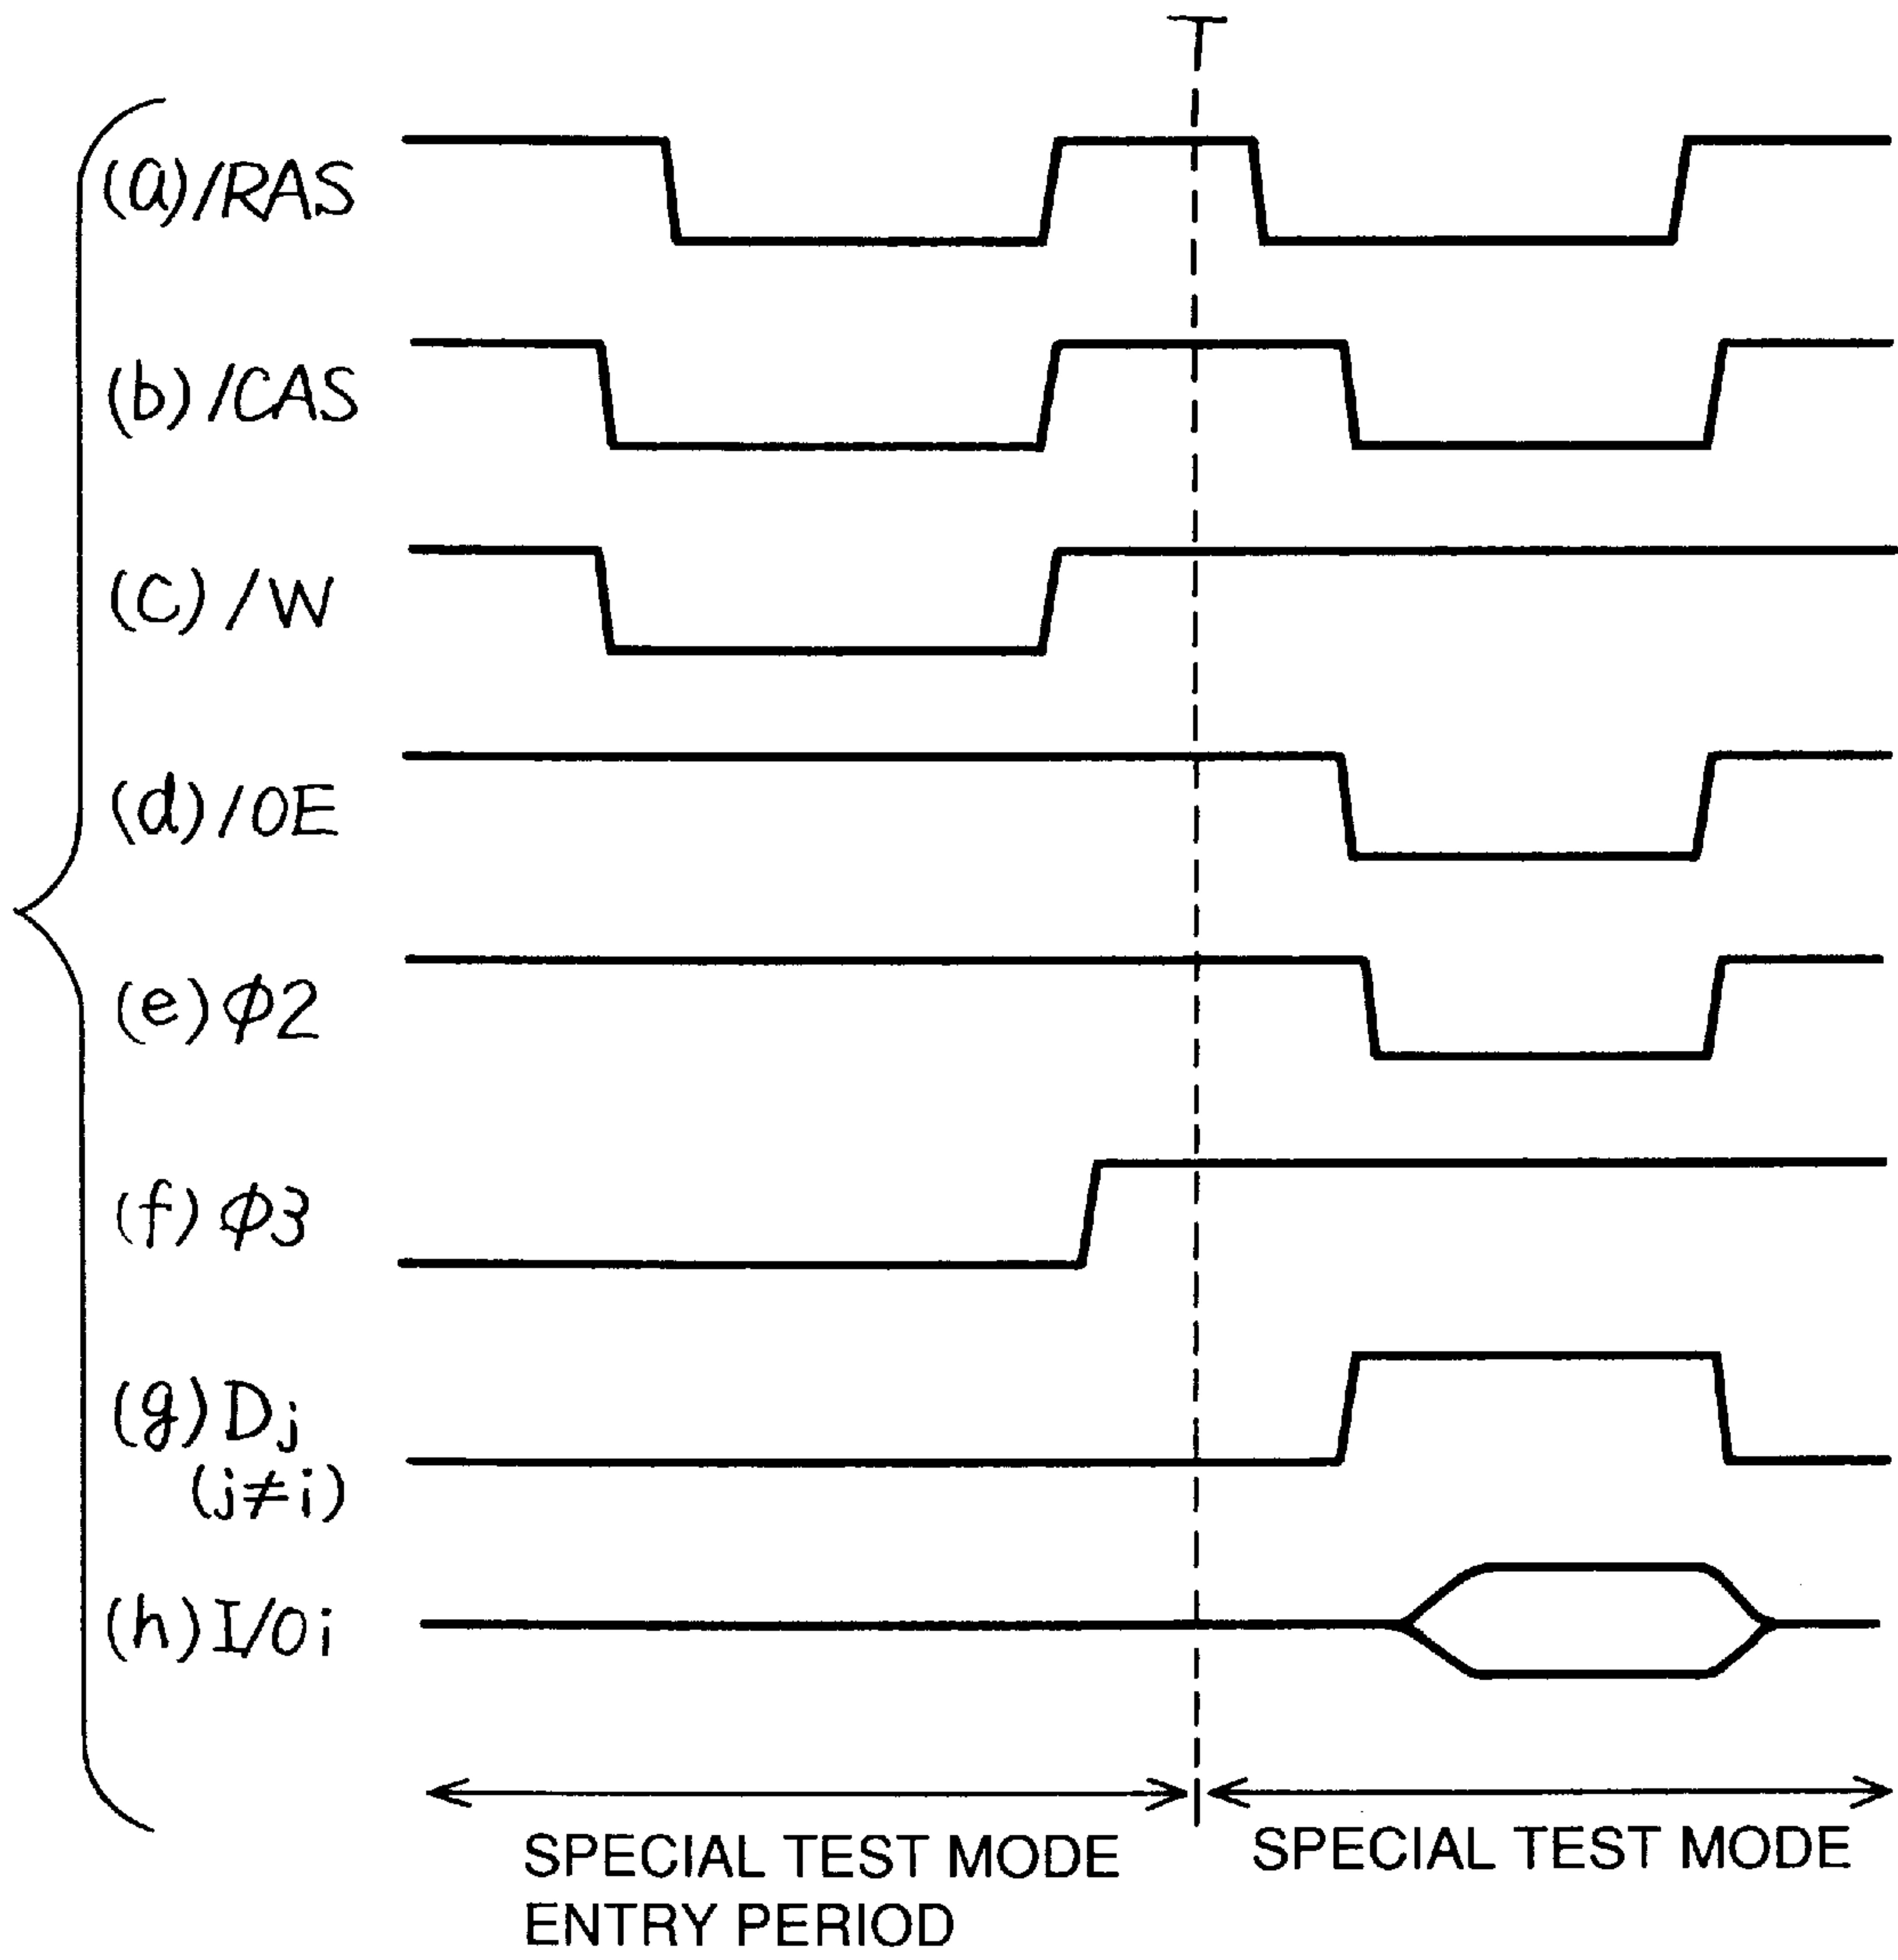 (a)/RAS
(b)/CAS
(c)/W
(d)/OE
(e)φ2
(f)φ3
(g)Dj
(j≠i)
(h)I/Oi
SPECIAL TEST MODE
ENTRY PERIOD
SPECIAL TEST MODE